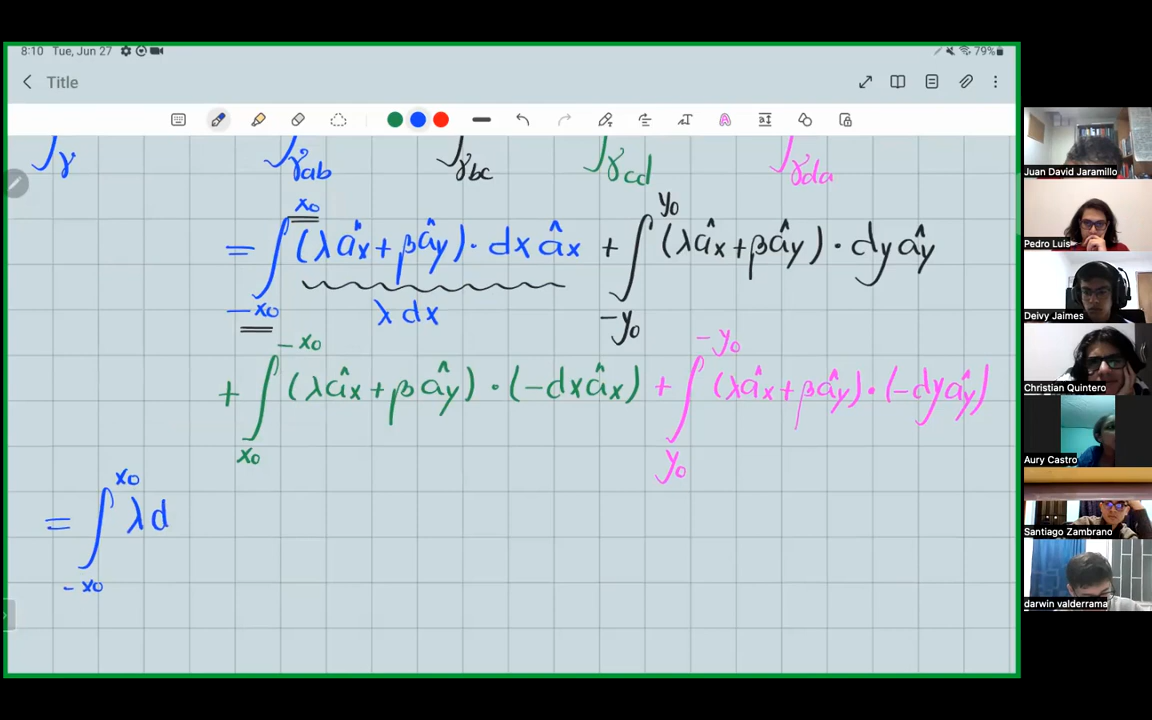 8:10 Tue, Jun 27 79%
Title
∫γ ∫γab ∫γbc ∫γcd ∫γda
= ∫_{-x0}^{x0} (λâx + βây) · dx âx + ∫_{-y0}^{y0} (λâx + βây) · dy ây
λ dx
+ ∫_{x0}^{-x0} (λâx + βây) · (-dx âx) + ∫_{y0}^{-y0} (λâx + βây) · (-dy ây)
= ∫_{-x0}^{x0} λ d
Juan David Jaramillo
Pedro Luis
Deivy Jaimes
Christian Quintero
Aury Castro
Santiago Zambrano
darwin valderrama